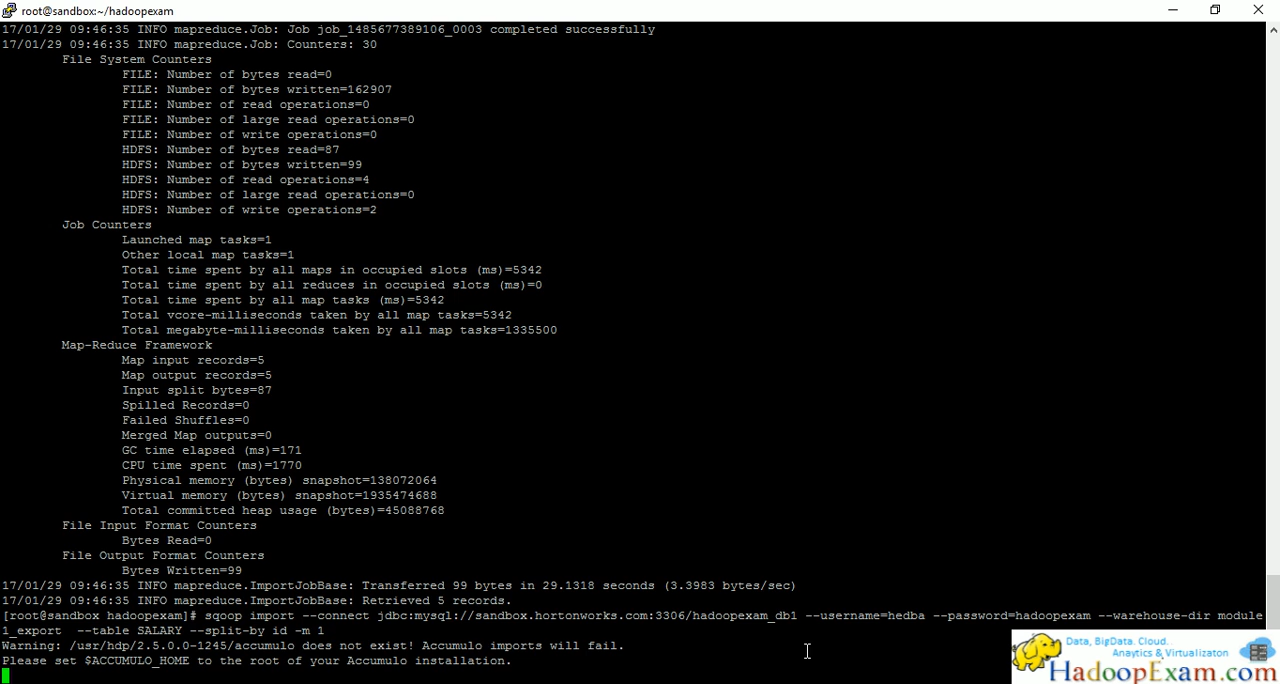 root@sandbox:~/hadoopexam
17/01/29 09:46:35 INFO mapreduce.Job: Job job_1485677389106_0003 completed successfully
17/01/29 09:46:35 INFO mapreduce.Job: Counters: 30
File System Counters
FILE: Number of bytes read=0
FILE: Number of bytes written=162907
FILE: Number of read operations=0
FILE: Number of large read operations=0
FILE: Number of write operations=0
HDFS: Number of bytes read=87
HDFS: Number of bytes written=99
HDFS: Number of read operations=4
HDFS: Number of large read operations=0
HDFS: Number of write operations=2
Job Counters
Launched map tasks=1
Other local map tasks=1
Total time spent by all maps in occupied slots (ms)=5342
Total time spent by all reduces in occupied slots (ms)=0
Total time spent by all map tasks (ms)=5342
Total vcore-milliseconds taken by all map tasks=5342
Total megabyte-milliseconds taken by all map tasks=1335500
Map-Reduce Framework
Map input records=5
Map output records=5
Input split bytes=87
Spilled Records=0
Failed Shuffles=0
Merged Map outputs=0
GC time elapsed (ms)=171
CPU time spent (ms)=1770
Physical memory (bytes) snapshot=138072064
Virtual memory (bytes) snapshot=1935474688
Total committed heap usage (bytes)=45088768
File Input Format Counters
Bytes Read=0
File Output Format Counters
Bytes Written=99
17/01/29 09:46:35 INFO mapreduce.ImportJobBase: Transferred 99 bytes in 29.1318 seconds (3.3983 bytes/sec)
17/01/29 09:46:35 INFO mapreduce.ImportJobBase: Retrieved 5 records.
[root@sandbox hadoopexam]# sqoop import --connect jdbc:mysql://sandbox.hortonworks.com:3306/hadoopexam_db1 --username=hedba --password=hadoopexam --warehouse-dir module
1_export  --table SALARY --split-by id -m 1
Warning: /usr/hdp/2.5.0.0-1245/accumulo does not exist! Accumulo imports will fail.
Please set $ACCUMULO_HOME to the root of your Accumulo installation.
Data, BigData. Cloud.
Anaytics & Virtualizaton
HadoopExam.com